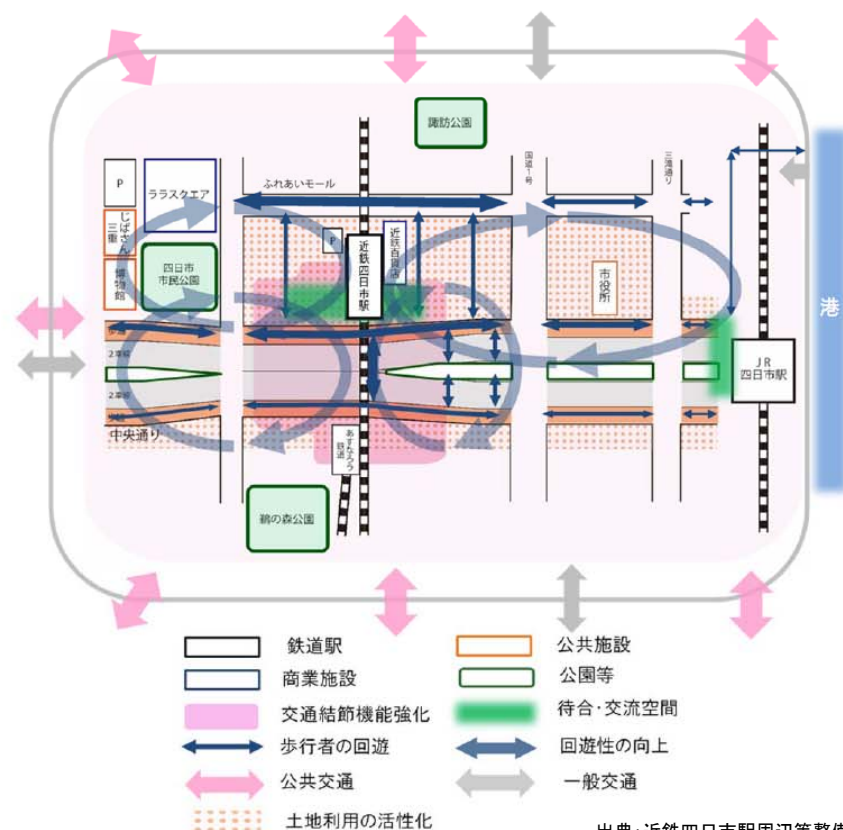 諏訪公園
国道1号
三滝通り
ふれあいモール
P
ララスクエア
じばさん三重
博物館
四日市
市民公園
P
近鉄四日市駅
近鉄百貨店
市役所
港
JR
四日市駅
2車線
2車線
中央通り
あすなろう
鉄道
鵜の森公園
鉄道駅
公共施設
商業施設
公園等
交通結節機能強化
待合・交流空間
歩行者の回遊
回遊性の向上
公共交通
一般交通
土地利用の活性化